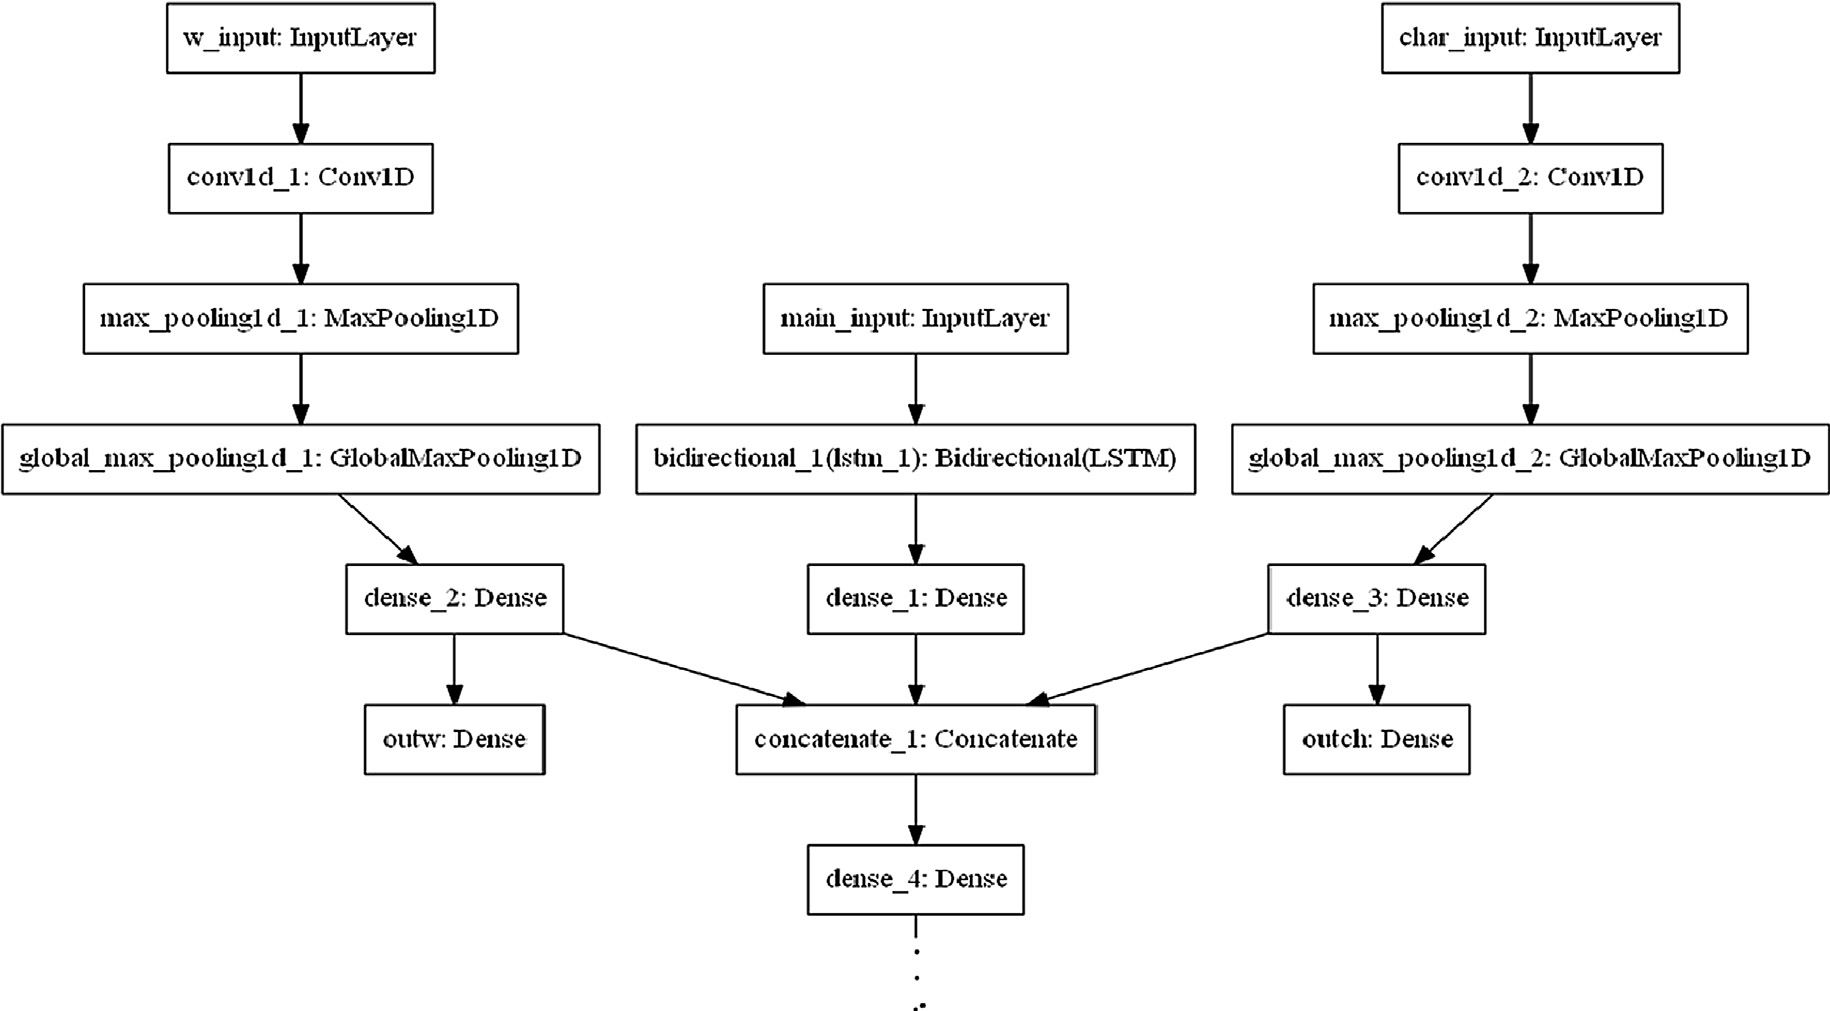 w_input: InputLayer
char_input: InputLayer
conv1d_1: Conv1D
conv1d_2: Conv1D
max_pooling1d_1: MaxPooling1D
main_input: InputLayer
max_pooling1d_2: MaxPooling1D
global_max_pooling1d_1: GlobalMaxPooling1D
bidirectional_1(lstm_1): Bidirectional(LSTM)
global_max_pooling1d_2: GlobalMaxPooling1D
dense_2: Dense
dense_1: Dense
dense_3: Dense
outw: Dense
concatenate_1: Concatenate
outch: Dense
dense_4: Dense